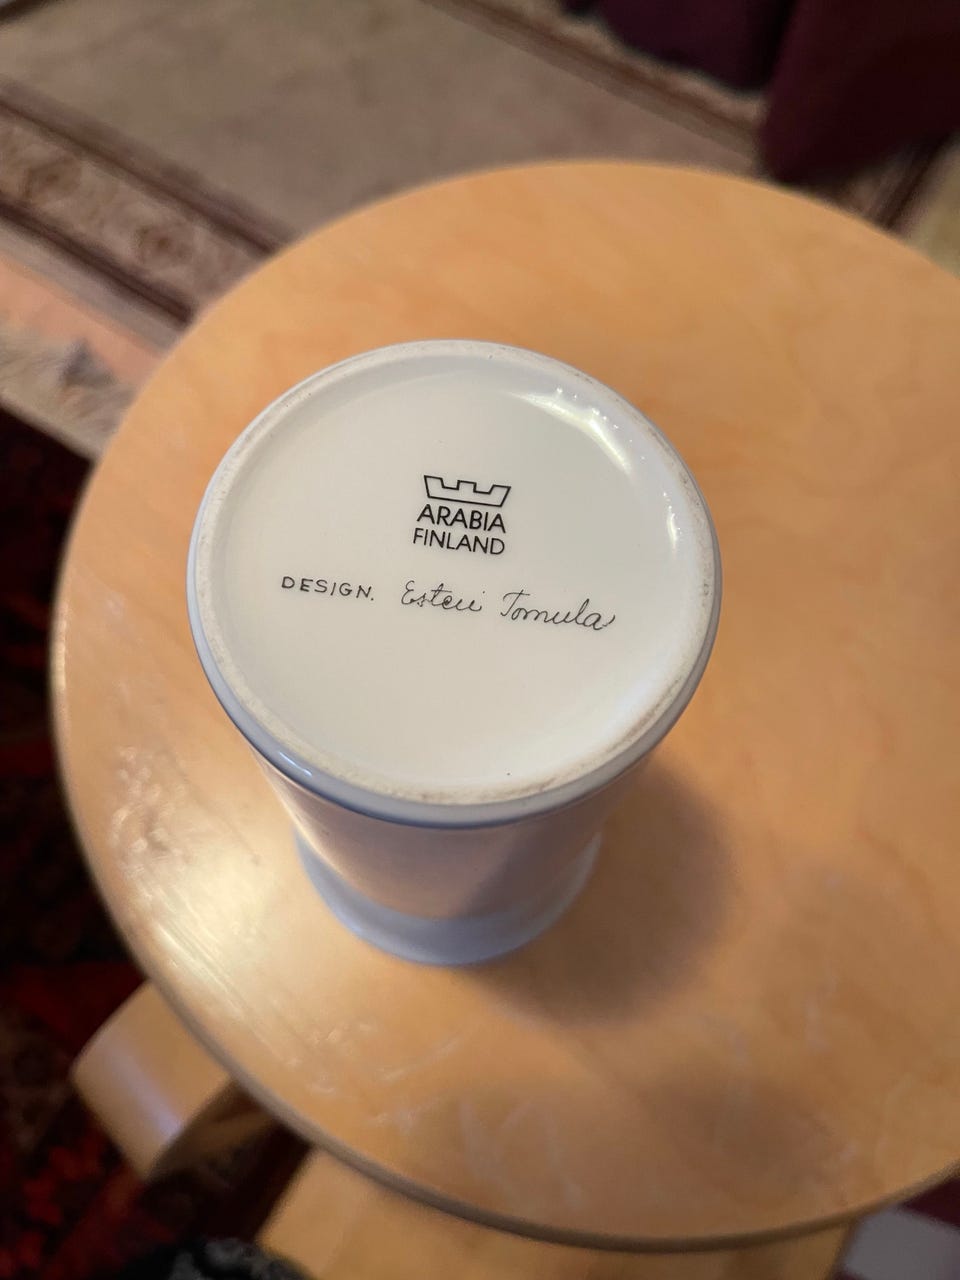 ARABIA
FINLAND
DESIGN. Esteri Tomula